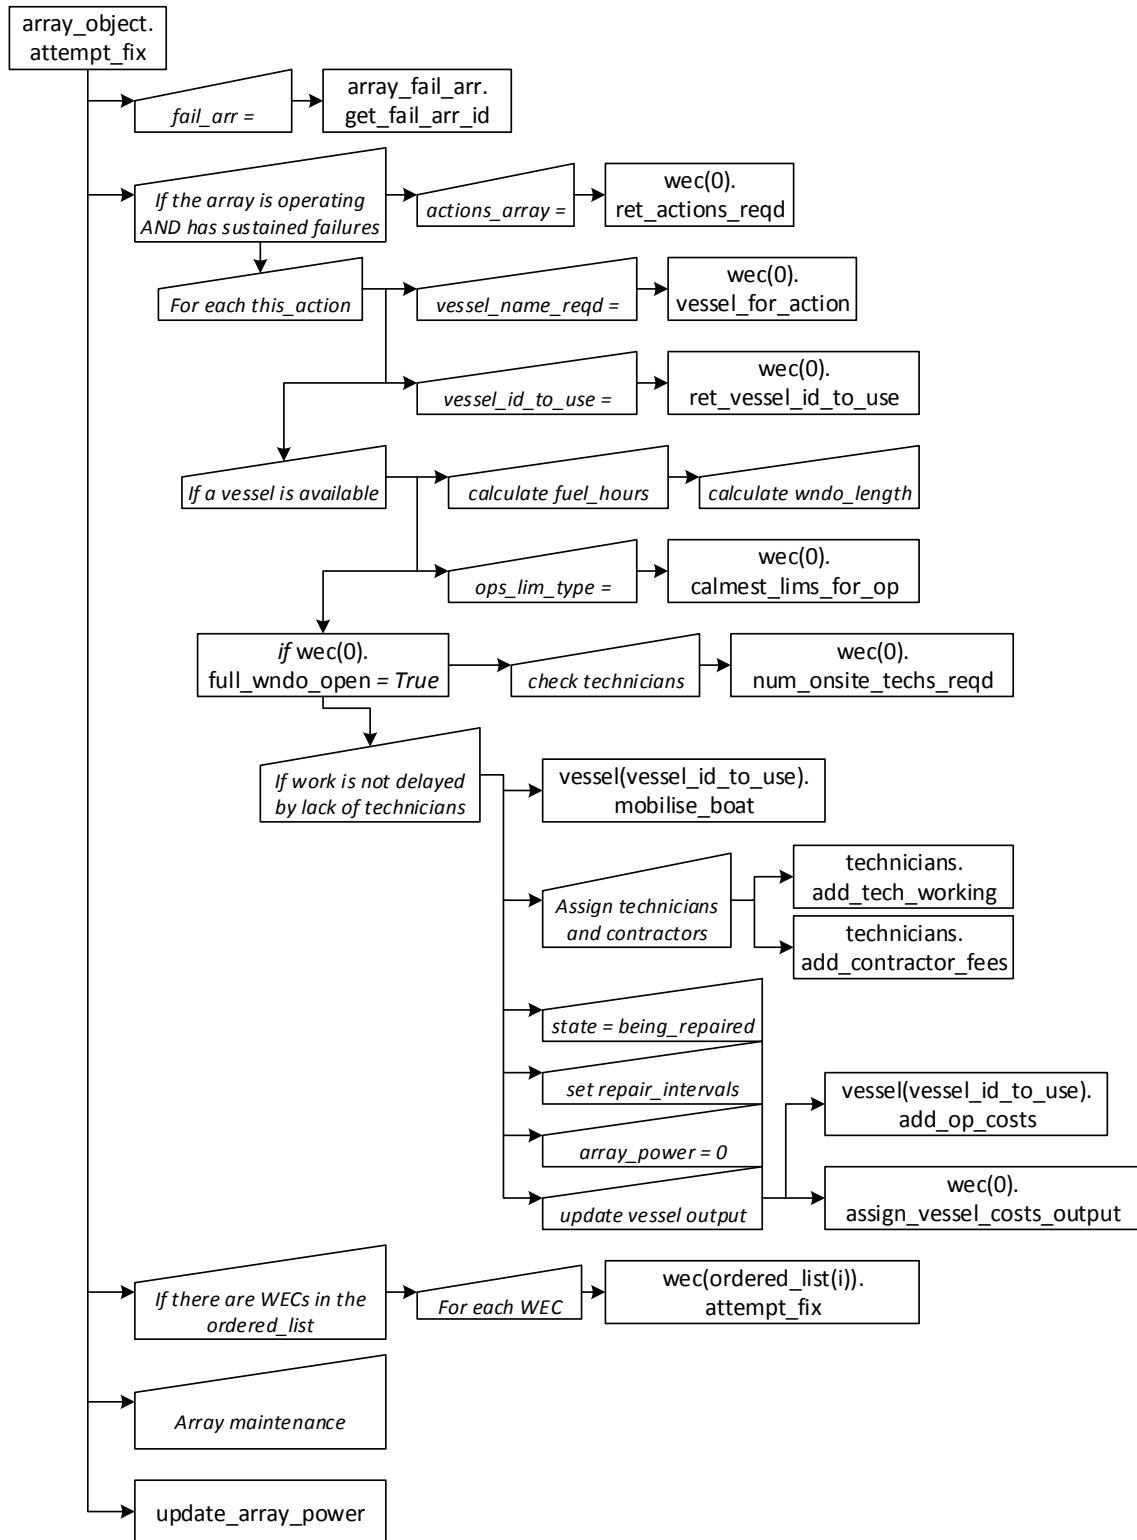 array_object.
attempt_fix
fail_arr =
array_fail_arr.
get_fail_arr_id
If the array is operating
AND has sustained failures
actions_array =
wec(0).
ret_actions_reqd
For each this_action
vessel_name_reqd =
wec(0).
vessel_for_action
vessel_id_to_use =
wec(0).
ret_vessel_id_to_use
If a vessel is available
calculate fuel_hours
calculate wndo_length
ops_lim_type =
wec(0).
calmest_lims_for_op
if wec(0).
full_wndo_open = True
check technicians
wec(0).
num_onsite_techs_reqd
If work is not delayed
by lack of technicians
vessel(vessel_id_to_use).
mobilise_boat
Assign technicians
and contractors
technicians.
add_tech_working
technicians.
add_contractor_fees
state = being_repaired
set repair_intervals
array_power = 0
update vessel output
vessel(vessel_id_to_use).
add_op_costs
wec(0).
assign_vessel_costs_output
If there are WECs in the
ordered_list
For each WEC
wec(ordered_list(i)).
attempt_fix
Array maintenance
update_array_power